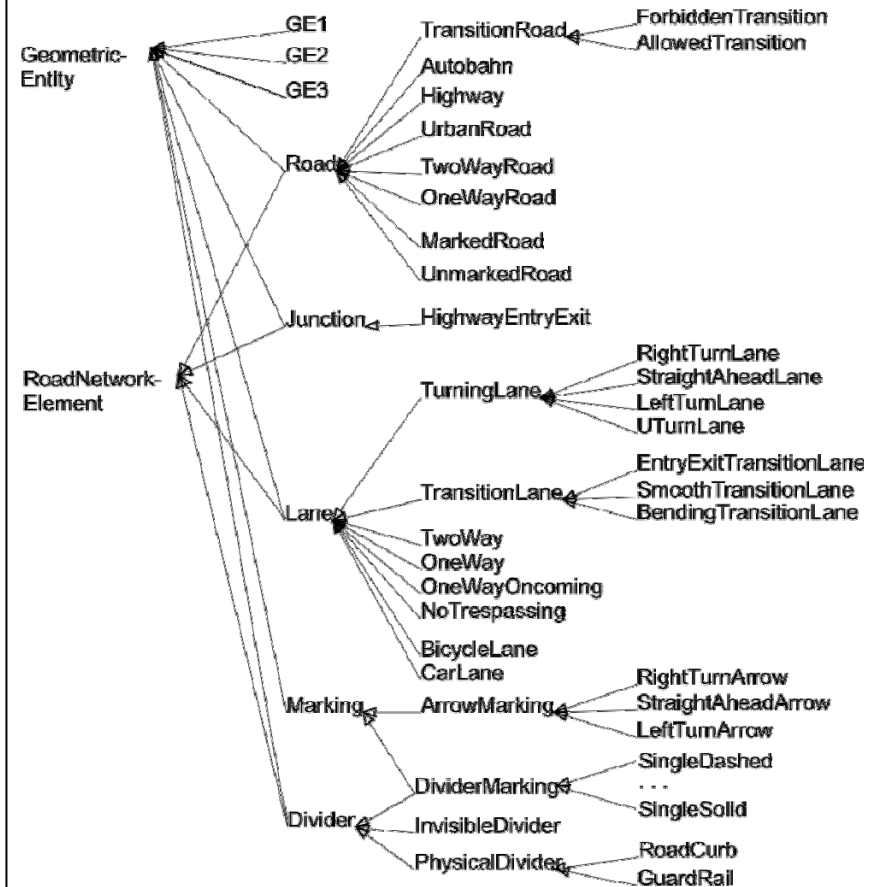 Geometric-
Entity
GE1
GE2
GE3
Road
TransitionRoad
ForbiddenTransition
AllowedTransition
Autobahn
Highway
UrbanRoad
TwoWayRoad
OneWayRoad
MarkedRoad
UnmarkedRoad
Junction
HighwayEntryExit
RoadNetwork-
Element
Lane
TurningLane
RightTurnLane
StraightAheadLane
LeftTurnLane
UTurnLane
TransitionLane
EntryExitTransitionLane
SmoothTransitionLane
BendingTransitionLane
TwoWay
OneWay
OneWayOncoming
NoTrespassing
BicycleLane
CarLane
Marking
ArrowMarking
RightTurnArrow
StraightAheadArrow
LeftTurnArrow
DividerMarking
SingleDashed
...
SingleSolid
Divider
InvisibleDivider
PhysicalDivider
RoadCurb
GuardRail